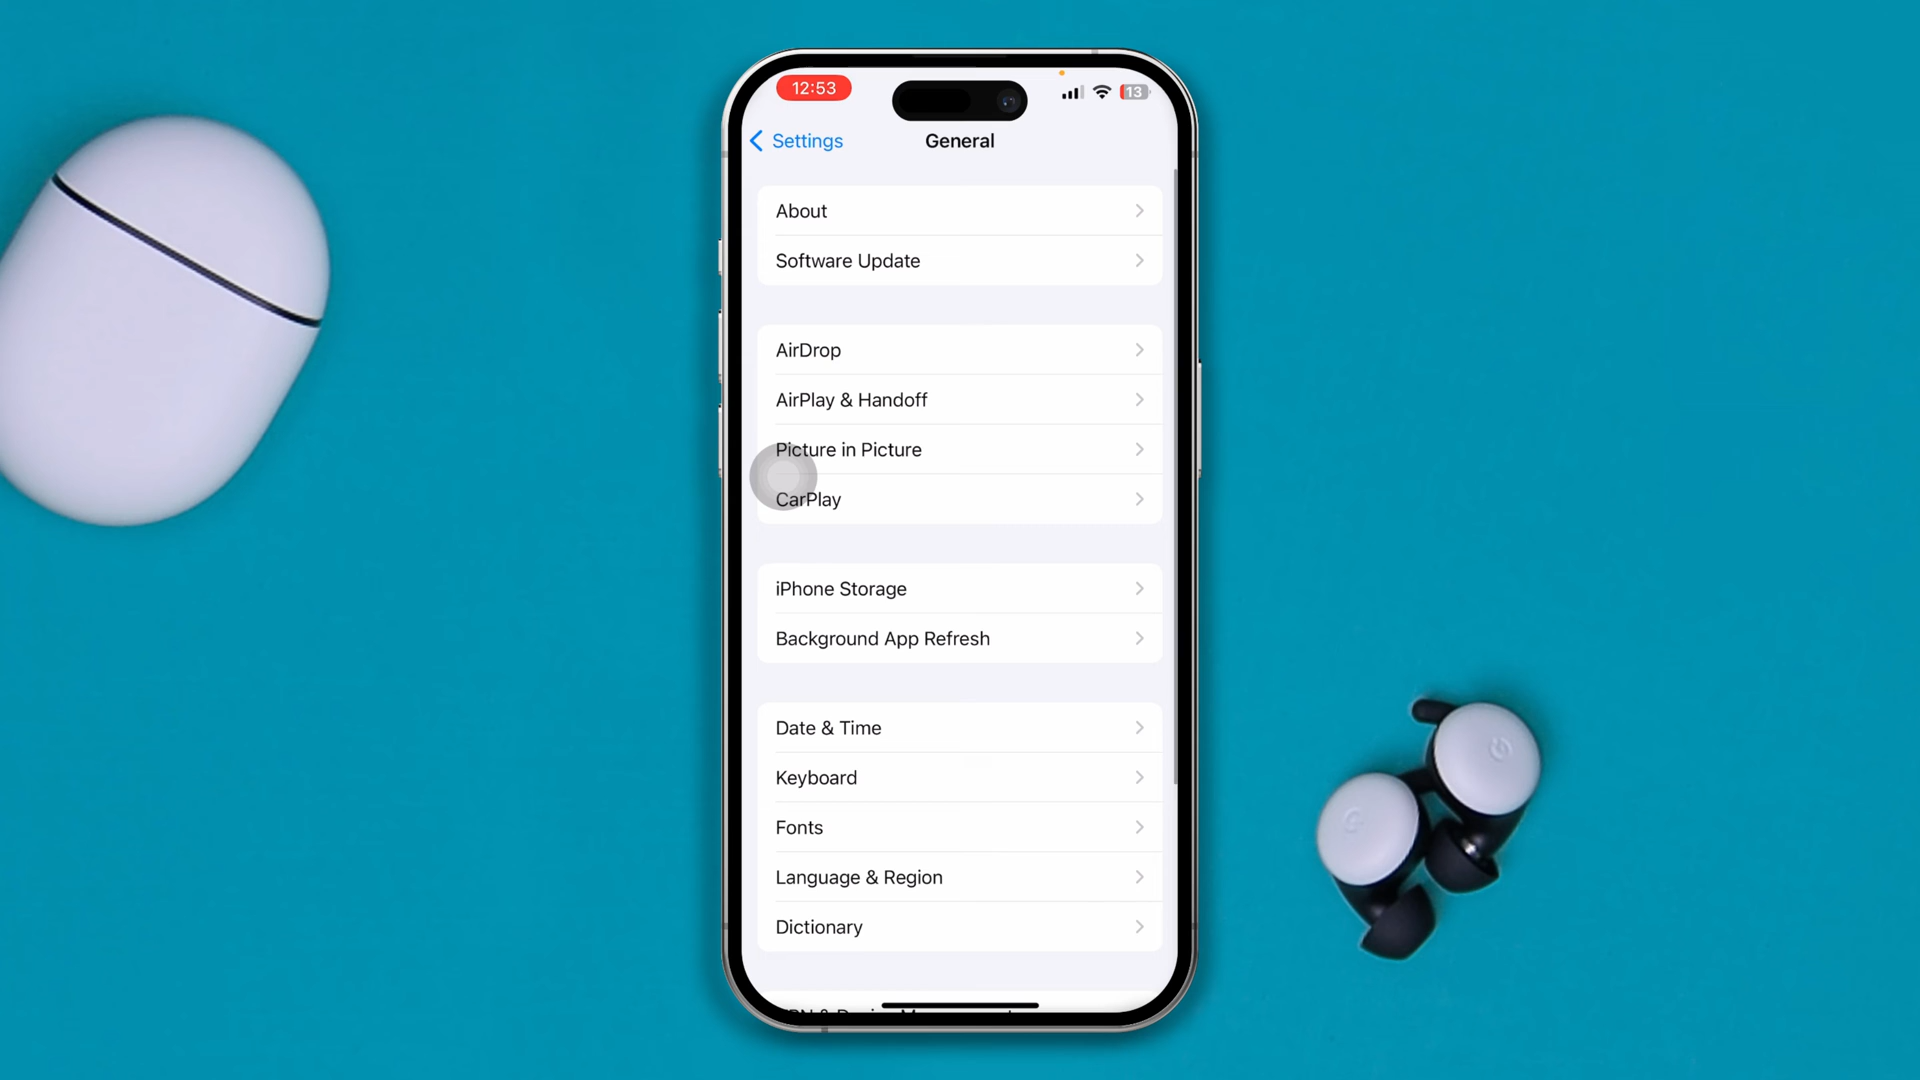 12:53
13
Settings
General
About
Software Update
AirDrop
AirPlay & Handoff
Picture in Picture
CarPlay
iPhone Storage
Background App Refresh
Date & Time
Keyboard
Fonts
Language & Region
Dictionary